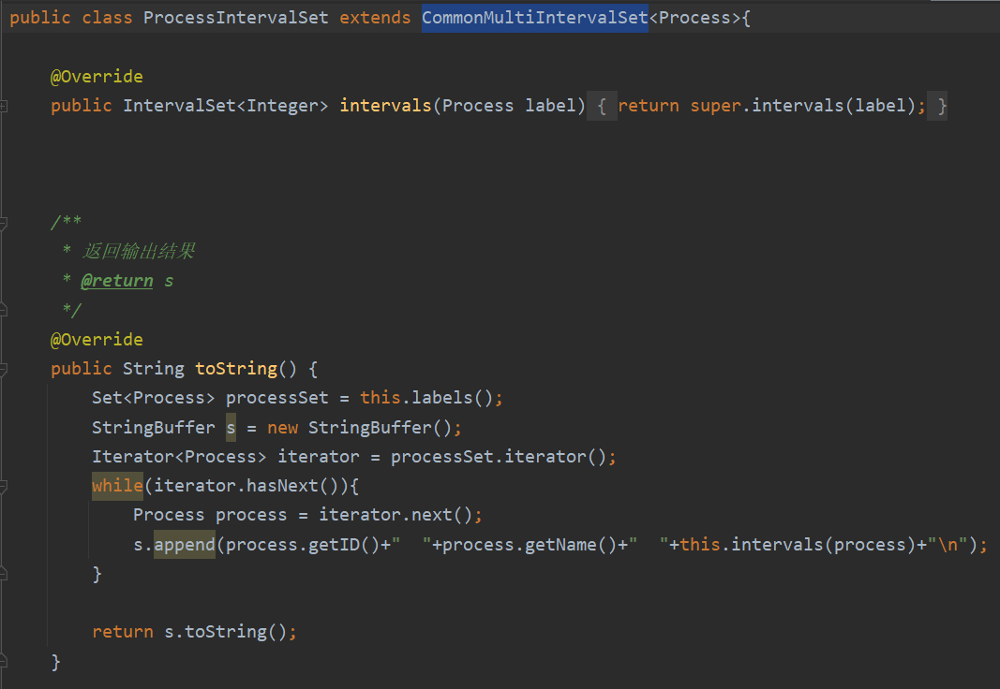 public class ProcessIntervalSet extends CommonMultiIntervalSet<Process>{
@Override
public IntervalSet<Integer> intervals(Process label) { return super.intervals(label); }
/**
* 返回输出结果
* @return s
*/
@Override
public String toString() {
Set<Process> processSet = this.labels();
StringBuffer s = new StringBuffer();
Iterator<Process> iterator = processSet.iterator();
while(iterator.hasNext()){
Process process = iterator.next();
s.append(process.getID()+"  "+process.getName()+"  "+this.intervals(process)+"\n");
}
return s.toString();
}